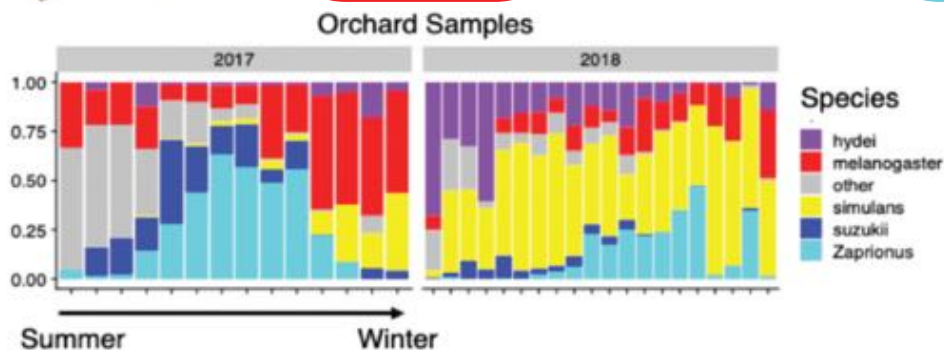 Orchard Samples
2017 2018
1.00
0.75
0.50
0.25
0.00
Summer Winter
Species
hydei
melanogaster
other
simulans
suzukii
Zaprionus